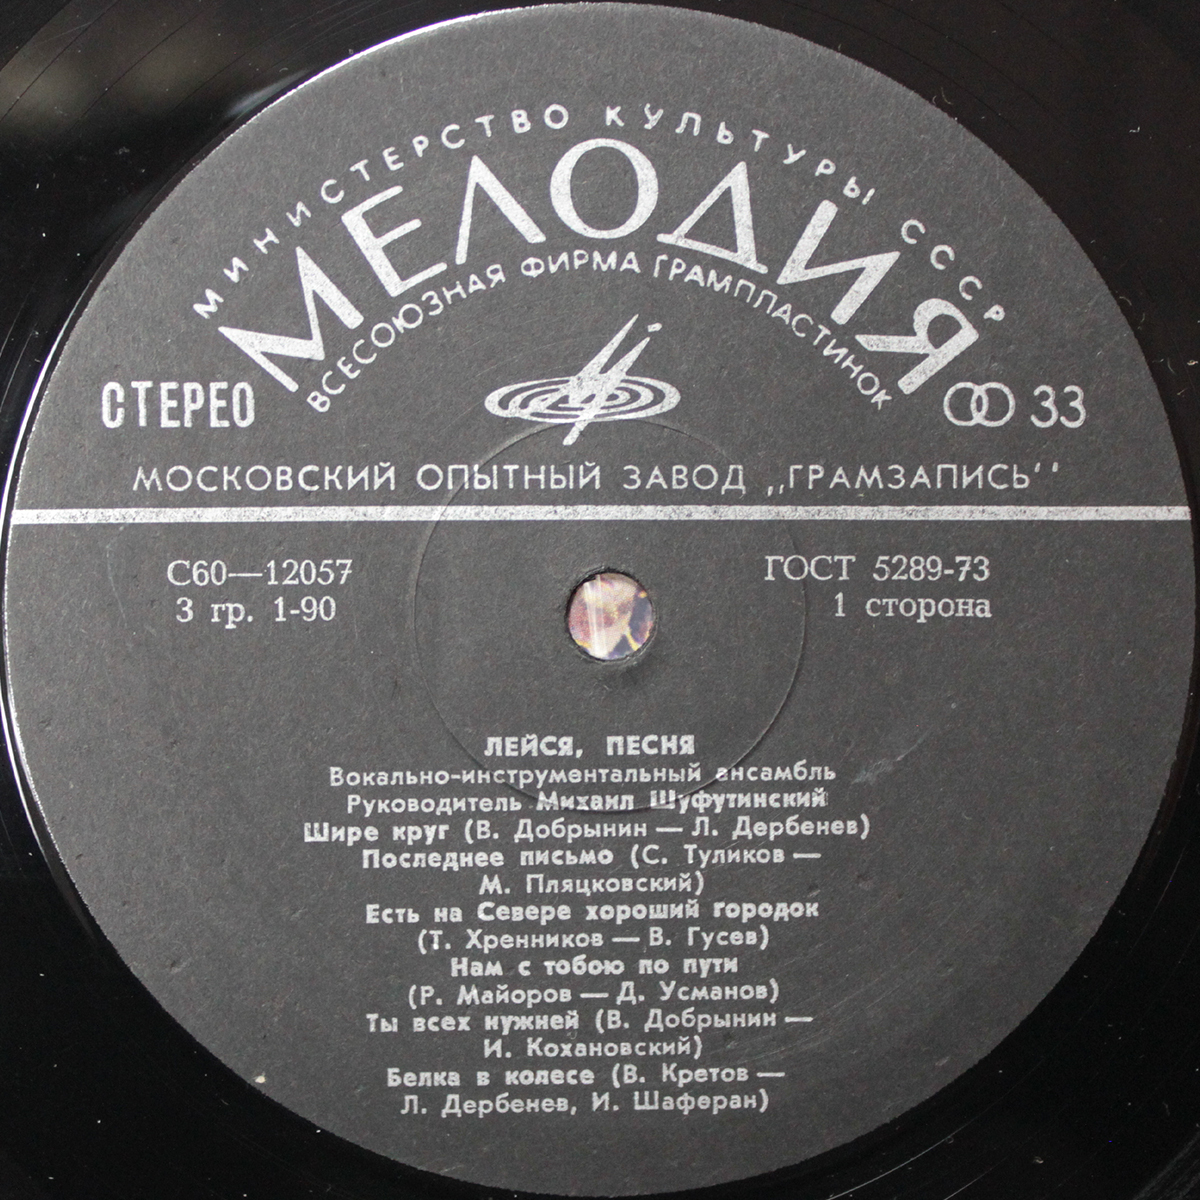 МИНИСТЕРСТВО КУЛЬТУРЫ СССР
МЕЛОДИЯ
ВСЕСОЮЗНАЯ ФИРМА ГРАМПЛАСТИНОК
СТЕРЕО
33
МОСКОВСКИЙ ОПЫТНЫЙ ЗАВОД „ГРАМЗАПИСЬ“
С60—12057
3 гр. 1-90
ГОСТ 5289-73
1 сторона
ЛЕЙСЯ, ПЕСНЯ
Вокально-инструментальный ансамбль
Руководитель Михаил Шуфутинский
Шире круг (В. Добрынин — Л. Дербенев)
Последнее письмо (С. Туликов —
М. Пляцковский)
Есть на Севере хороший городок
(Т. Хренников — В. Гусев)
Нам с тобою по пути
(Р. Майоров — Д. Усманов)
Ты всех нужней (В. Добрынин —
И. Кохановский)
Белка в колесе (В. Кретов —
Л. Дербенев, И. Шаферан)